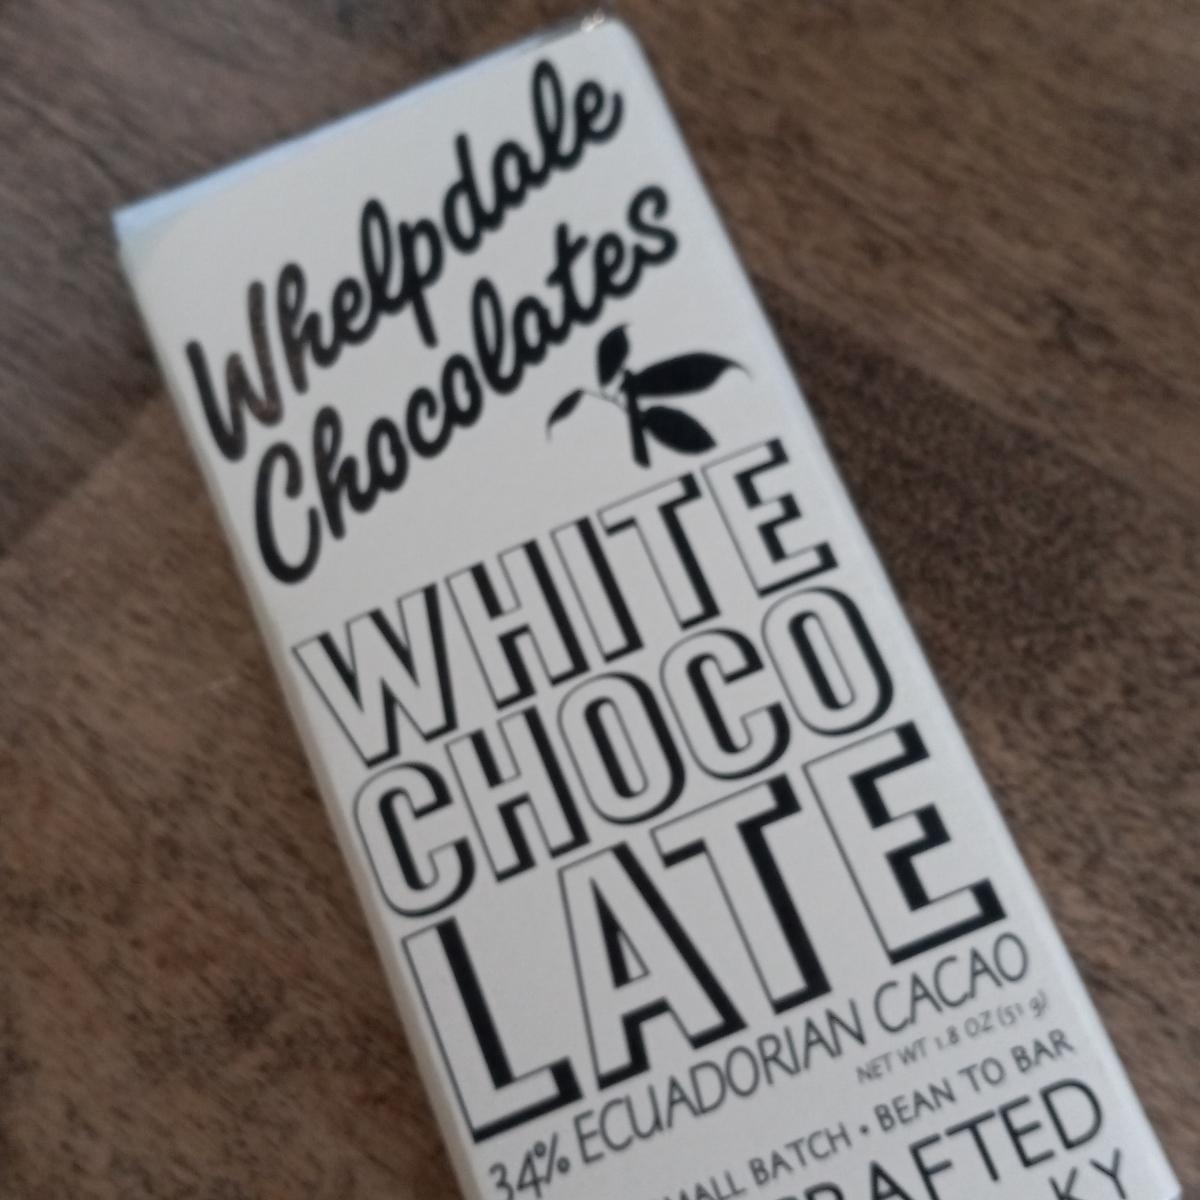 Whelpdale
Chocolates
WHITE
CHOCO
LATE
34% ECUADORIAN CACAO
NET WT 1.8 OZ (51 g)
BATCH • BEAN TO BAR